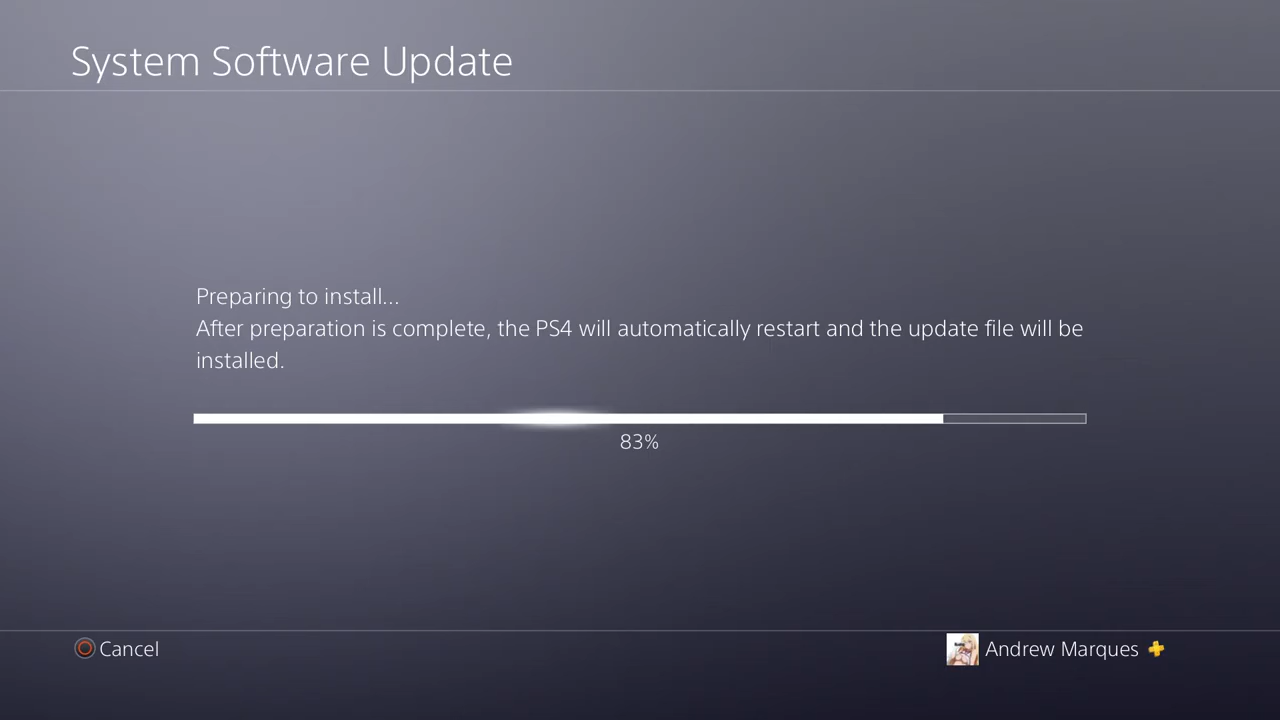 System Software Update
Preparing to install...
After preparation is complete, the PS4 will automatically restart and the update file will be
installed.
83%
Cancel
Andrew Marques